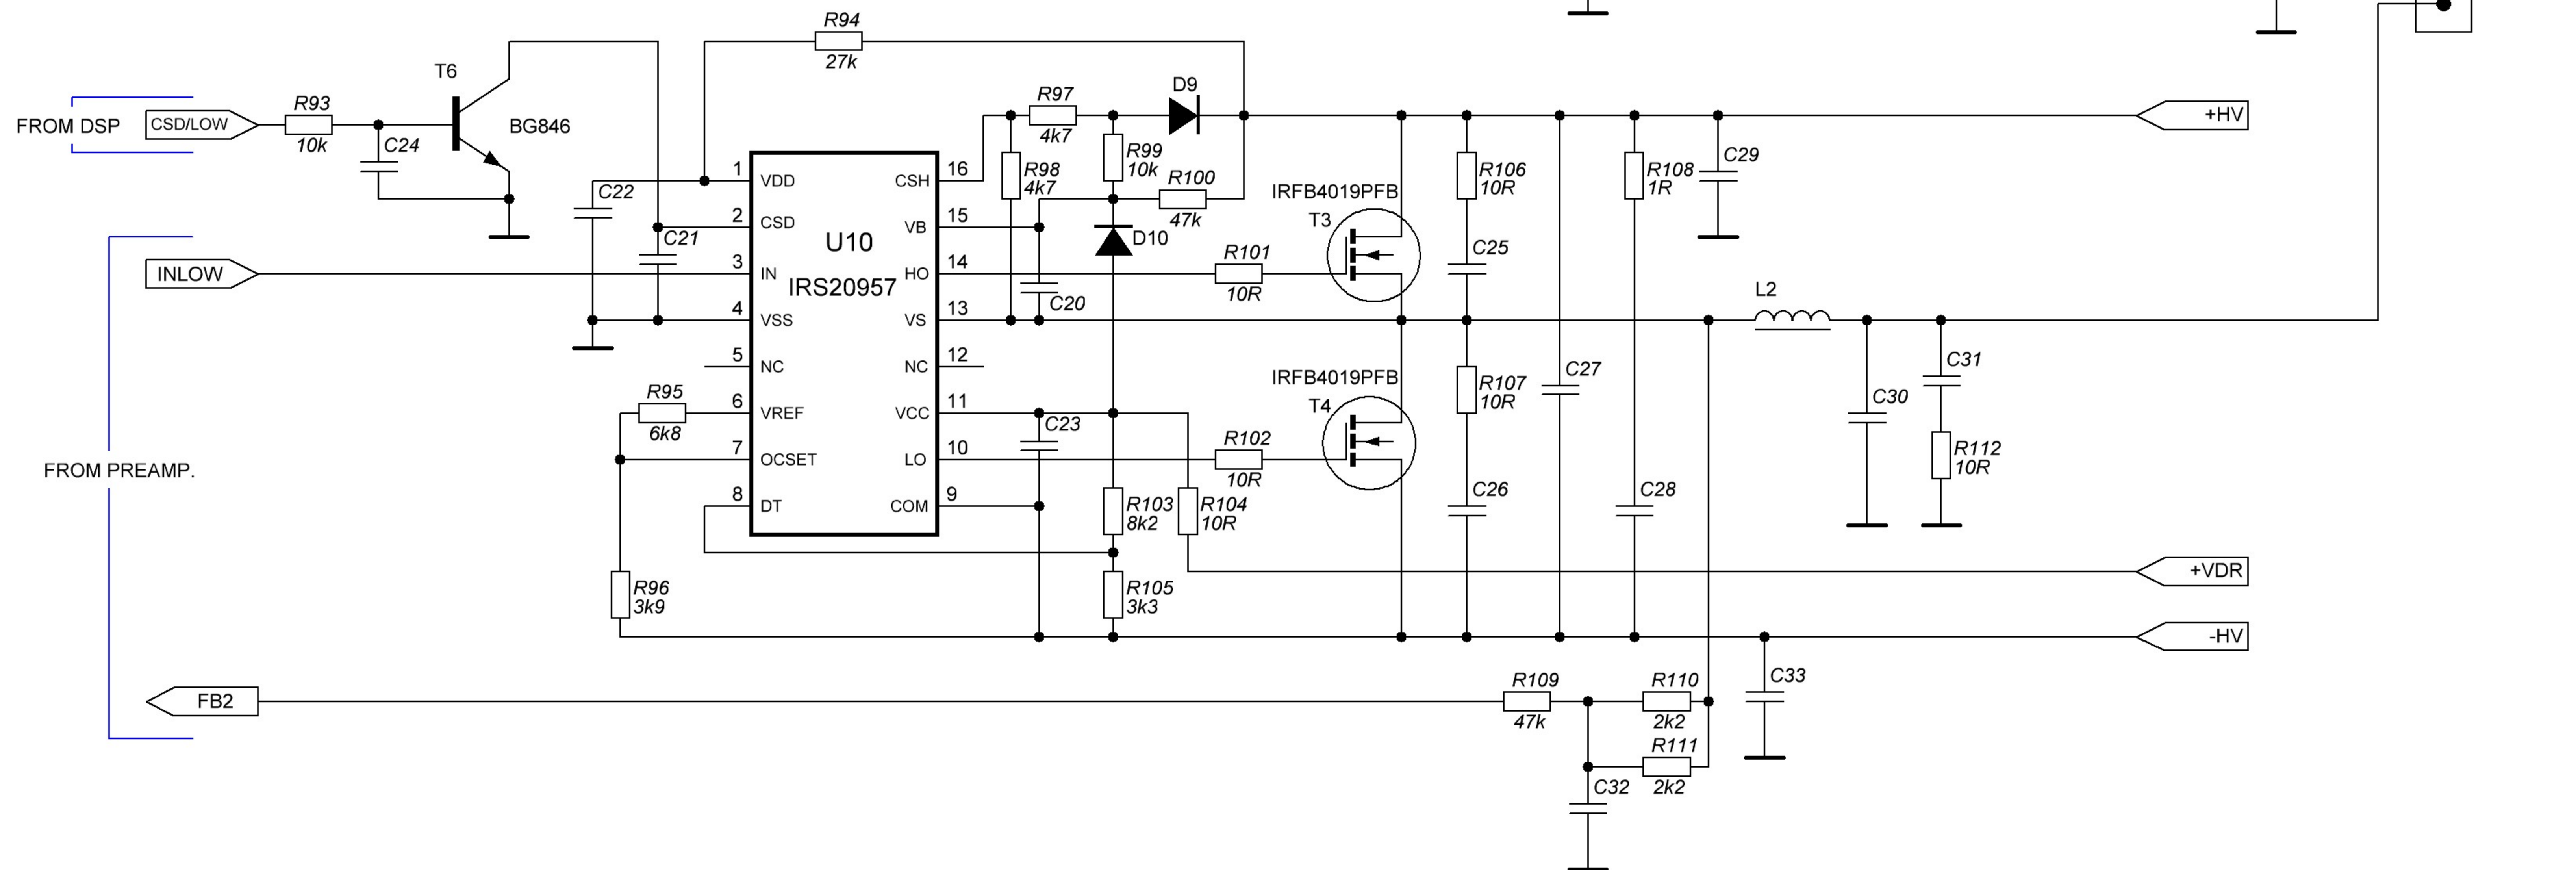 R94
27k
T6
D9
R93
R97
CSD/LOW
+HV
FROM DSP
BG846
10k
C24
4k7
R99
10k
C29
1
VDD
CSH
16
R98
4k7
R106
10R
R108
1R
R100
C22
IRFB4019PFB
47k
T3
2
CSD
VB
15
C21
U10
D10
C25
R101
INLOW
3
IN
HO
14
IRS20957
10R
C20
L2
4
VSS
VS
13
5
NC
NC
12
C31
C27
IRFB4019PFB
R107
10R
R95
C30
T4
6
VREF
VCC
11
C23
6k8
R102
7
OCSET
LO
10
R112
10R
FROM PREAMP.
10R
C26
C28
8
DT
COM
9
R103
8k2
R104
10R
+VDR
R96
3k9
R105
3k3
-HV
R109
R110
C33
FB2
47k
2k2
R111
C32
2k2